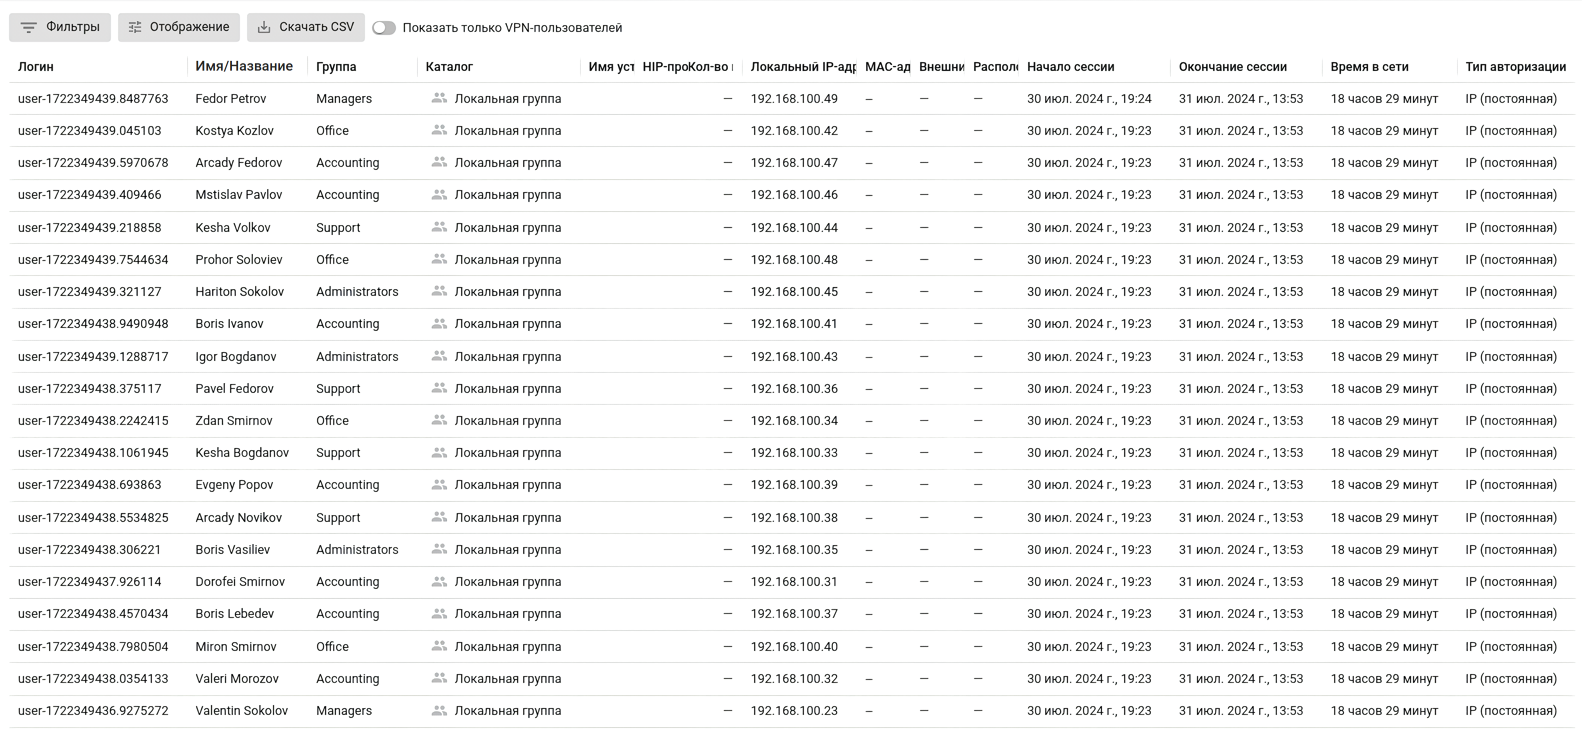 Фильтры Отображение Скачать CSV Показать только VPN-пользователей
Логин Имя/Название Группа Каталог Имя уст HIP-про Кол-во Локальный IP-адр MAC-ад Внешни Распол Начало сессии Окончание сессии Время в сети Тип авторизации
user-1722349439.8487763 Fedor Petrov Managers Локальная группа — 192.168.100.49 – — — 30 июл. 2024 г., 19:24 31 июл. 2024 г., 13:53 18 часов 29 минут IP (постоянная)
user-1722349439.045103 Kostya Kozlov Office Локальная группа — 192.168.100.42 – — — 30 июл. 2024 г., 19:23 31 июл. 2024 г., 13:53 18 часов 29 минут IP (постоянная)
user-1722349439.5970678 Arcady Fedorov Accounting Локальная группа — 192.168.100.47 – — — 30 июл. 2024 г., 19:23 31 июл. 2024 г., 13:53 18 часов 29 минут IP (постоянная)
user-1722349439.409466 Mstislav Pavlov Accounting Локальная группа — 192.168.100.46 – — — 30 июл. 2024 г., 19:23 31 июл. 2024 г., 13:53 18 часов 29 минут IP (постоянная)
user-1722349439.218858 Kesha Volkov Support Локальная группа — 192.168.100.44 – — — 30 июл. 2024 г., 19:23 31 июл. 2024 г., 13:53 18 часов 29 минут IP (постоянная)
user-1722349439.7544634 Prohor Soloviev Office Локальная группа — 192.168.100.48 – — — 30 июл. 2024 г., 19:23 31 июл. 2024 г., 13:53 18 часов 29 минут IP (постоянная)
user-1722349439.321127 Hariton Sokolov Administrators Локальная группа — 192.168.100.45 – — — 30 июл. 2024 г., 19:23 31 июл. 2024 г., 13:53 18 часов 29 минут IP (постоянная)
user-1722349438.9490948 Boris Ivanov Accounting Локальная группа — 192.168.100.41 – — — 30 июл. 2024 г., 19:23 31 июл. 2024 г., 13:53 18 часов 29 минут IP (постоянная)
user-1722349439.1288717 Igor Bogdanov Administrators Локальная группа — 192.168.100.43 – — — 30 июл. 2024 г., 19:23 31 июл. 2024 г., 13:53 18 часов 29 минут IP (постоянная)
user-1722349438.375117 Pavel Fedorov Support Локальная группа — 192.168.100.36 – — — 30 июл. 2024 г., 19:23 31 июл. 2024 г., 13:53 18 часов 29 минут IP (постоянная)
user-1722349438.2242415 Zdan Smirnov Office Локальная группа — 192.168.100.34 – — — 30 июл. 2024 г., 19:23 31 июл. 2024 г., 13:53 18 часов 29 минут IP (постоянная)
user-1722349438.1061945 Kesha Bogdanov Support Локальная группа — 192.168.100.33 – — — 30 июл. 2024 г., 19:23 31 июл. 2024 г., 13:53 18 часов 29 минут IP (постоянная)
user-1722349438.693863 Evgeny Popov Accounting Локальная группа — 192.168.100.39 – — — 30 июл. 2024 г., 19:23 31 июл. 2024 г., 13:53 18 часов 29 минут IP (постоянная)
user-1722349438.5534825 Arcady Novikov Support Локальная группа — 192.168.100.38 – — — 30 июл. 2024 г., 19:23 31 июл. 2024 г., 13:53 18 часов 29 минут IP (постоянная)
user-1722349438.306221 Boris Vasiliev Administrators Локальная группа — 192.168.100.35 – — — 30 июл. 2024 г., 19:23 31 июл. 2024 г., 13:53 18 часов 29 минут IP (постоянная)
user-1722349437.926114 Dorofei Smirnov Accounting Локальная группа — 192.168.100.31 – — — 30 июл. 2024 г., 19:23 31 июл. 2024 г., 13:53 18 часов 29 минут IP (постоянная)
user-1722349438.4570434 Boris Lebedev Accounting Локальная группа — 192.168.100.37 – — — 30 июл. 2024 г., 19:23 31 июл. 2024 г., 13:53 18 часов 29 минут IP (постоянная)
user-1722349438.7980504 Miron Smirnov Office Локальная группа — 192.168.100.40 – — — 30 июл. 2024 г., 19:23 31 июл. 2024 г., 13:53 18 часов 29 минут IP (постоянная)
user-1722349438.0354133 Valeri Morozov Accounting Локальная группа — 192.168.100.32 – — — 30 июл. 2024 г., 19:23 31 июл. 2024 г., 13:53 18 часов 29 минут IP (постоянная)
user-1722349436.9275272 Valentin Sokolov Managers Локальная группа — 192.168.100.23 – — — 30 июл. 2024 г., 19:23 31 июл. 2024 г., 13:53 18 часов 29 минут IP (постоянная)